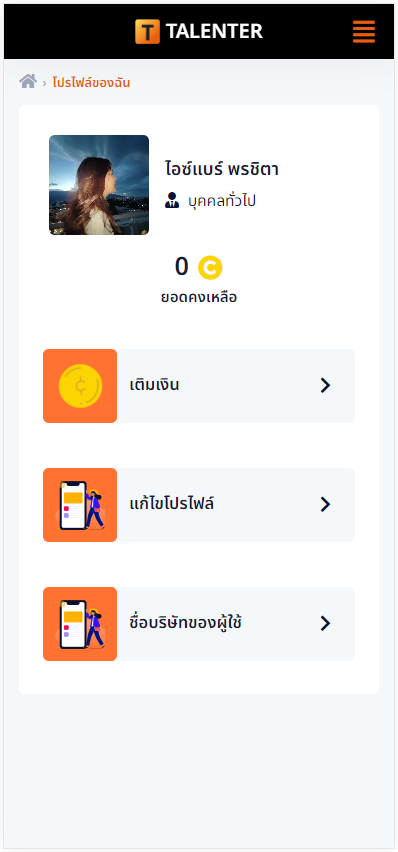 T TALENTER
› โปรไฟล์ของฉัน
ไอซ์แบร์ พรชิตา
บุคคลทั่วไป
0 C
ยอดคงเหลือ
เติมเงิน
แก้ไขโปรไฟล์
ชื่อบริษัทของผู้ใช้